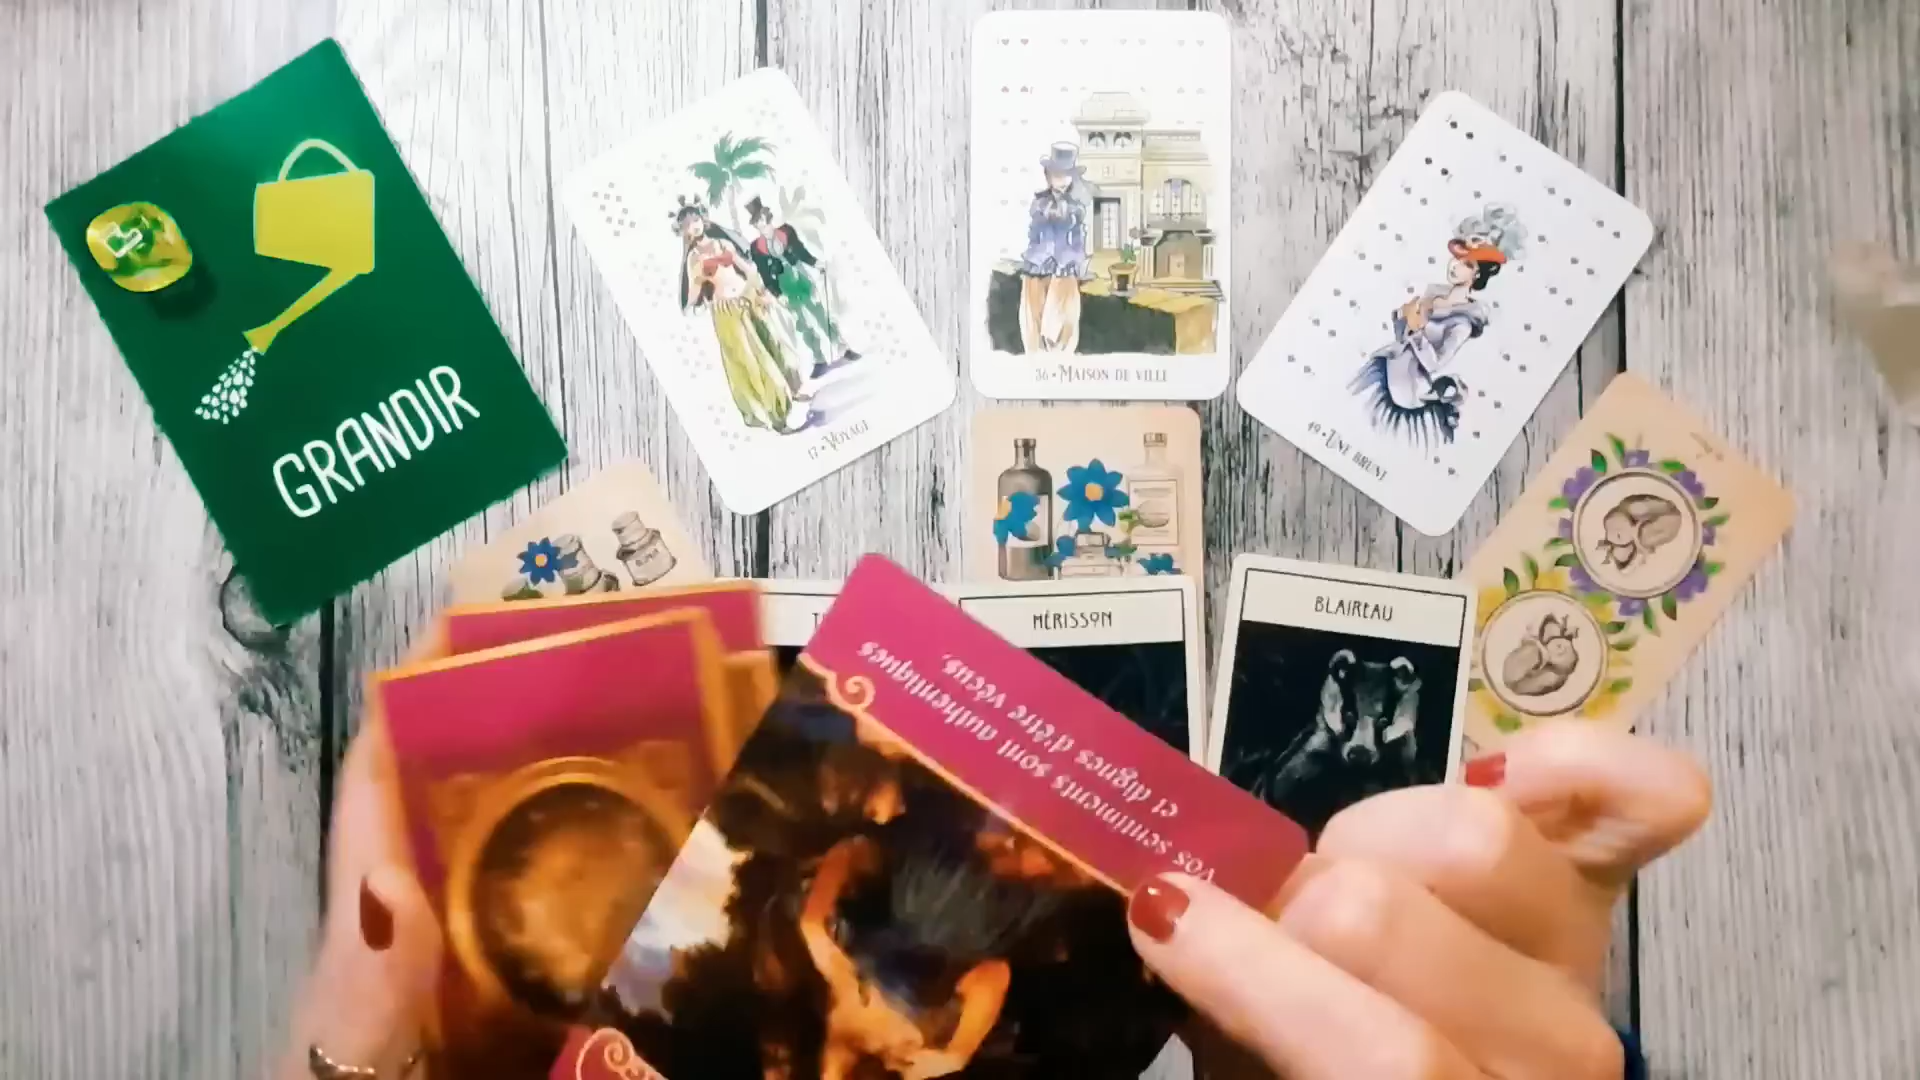 GRANDIR
17 • VOYAGE
36 • MAISON DE VILLE
49 • UNE BRUNE
HÉRISSON
BLAIREAU
Vos sentiments sont authentiques
et dignes d'être vécus.